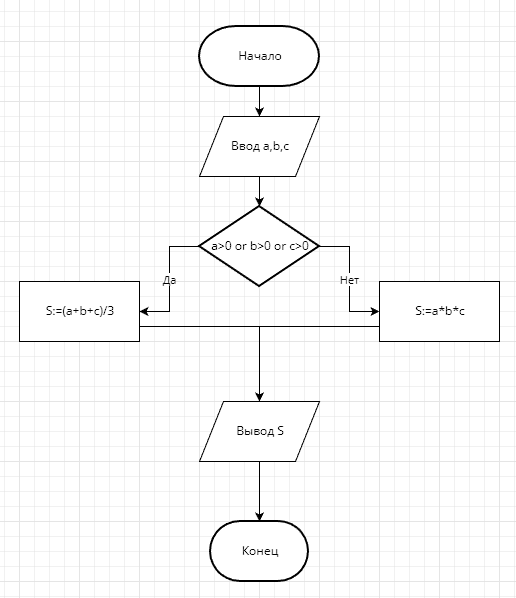 Начало
Ввод a,b,c
a>0 or b>0 or c>0
Да
Нет
S:=(a+b+c)/3
S:=a*b*c
Вывод S
Конец